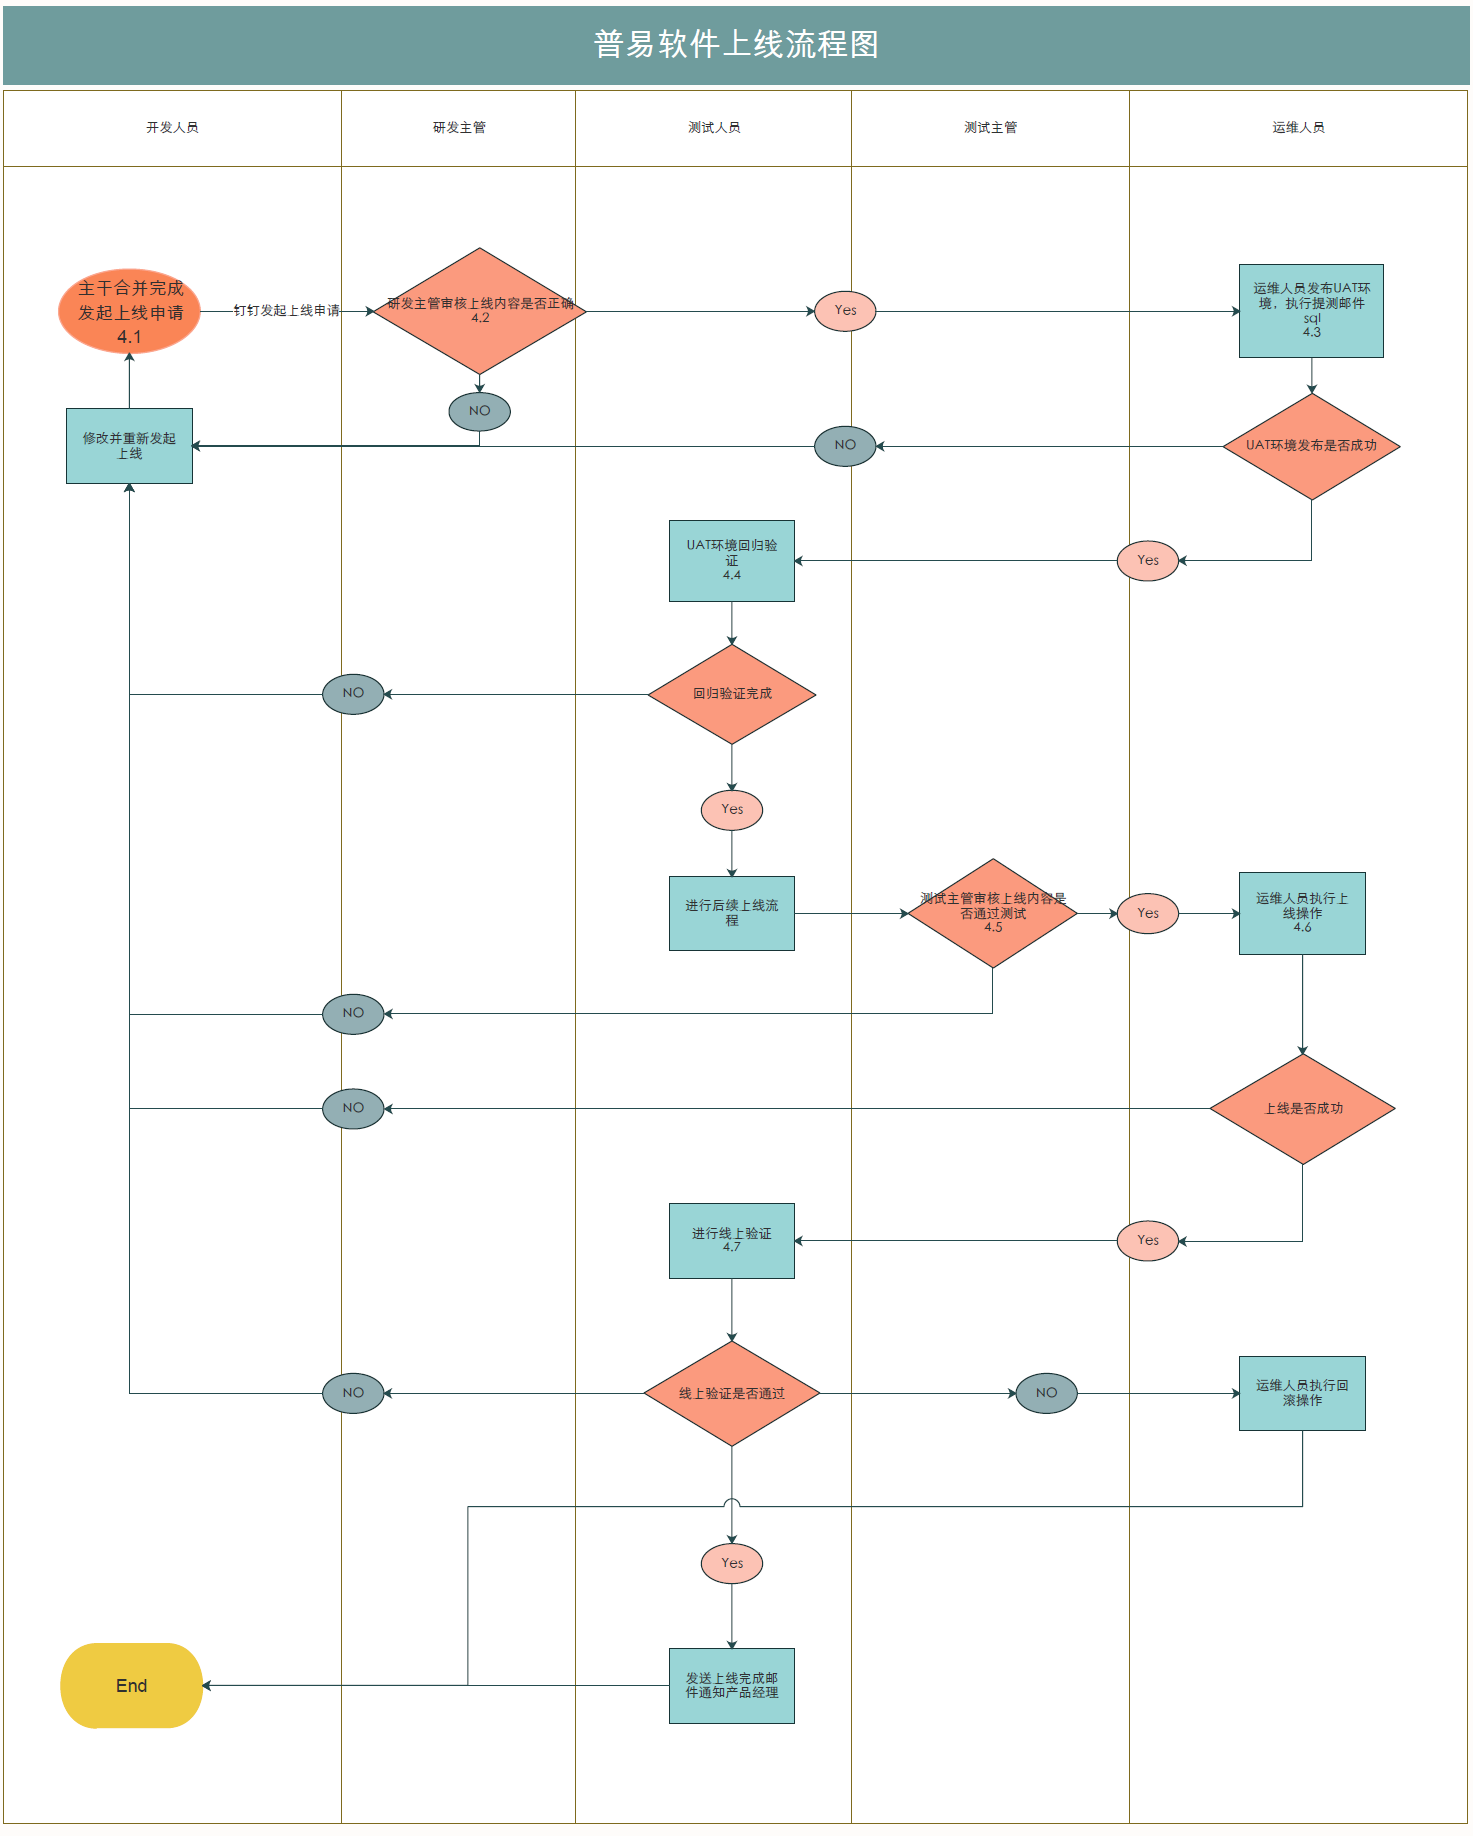 普易软件上线流程图
开发人员
研发主管
测试人员
测试主管
运维人员
主干合并完成
发起上线申请
4.1
钉钉发起上线申请
研发主管审核上线内容是否正确
4.2
Yes
运维人员发布UAT环
境，执行提测邮件
sql
4.3
NO
修改并重新发起
上线
NO
UAT环境发布是否成功
UAT环境回归验
证
4.4
Yes
NO
回归验证完成
Yes
进行后续上线流
程
测试主管审核上线内容是
否通过测试
4.5
Yes
运维人员执行上
线操作
4.6
NO
NO
上线是否成功
进行线上验证
4.7
Yes
NO
线上验证是否通过
NO
运维人员执行回
滚操作
Yes
End
发送上线完成邮
件通知产品经理